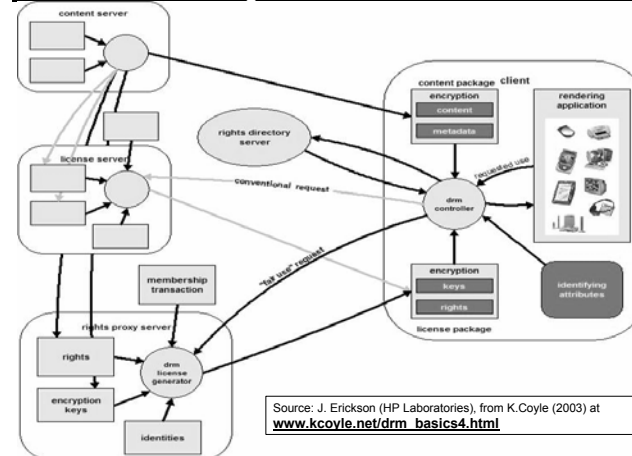 content server
content package
client
encryption
content
metadata
rendering
application
rights directory
server
license server
conventional request
requested use
drm
controller
"fair use" request
encryption
keys
rights
license package
identifying
attributes
membership
transaction
rights proxy server
rights
drm
license
generator
encryption
keys
identities
Source: J. Erickson (HP Laboratories), from K.Coyle (2003) at
www.kcoyle.net/drm_basics4.html